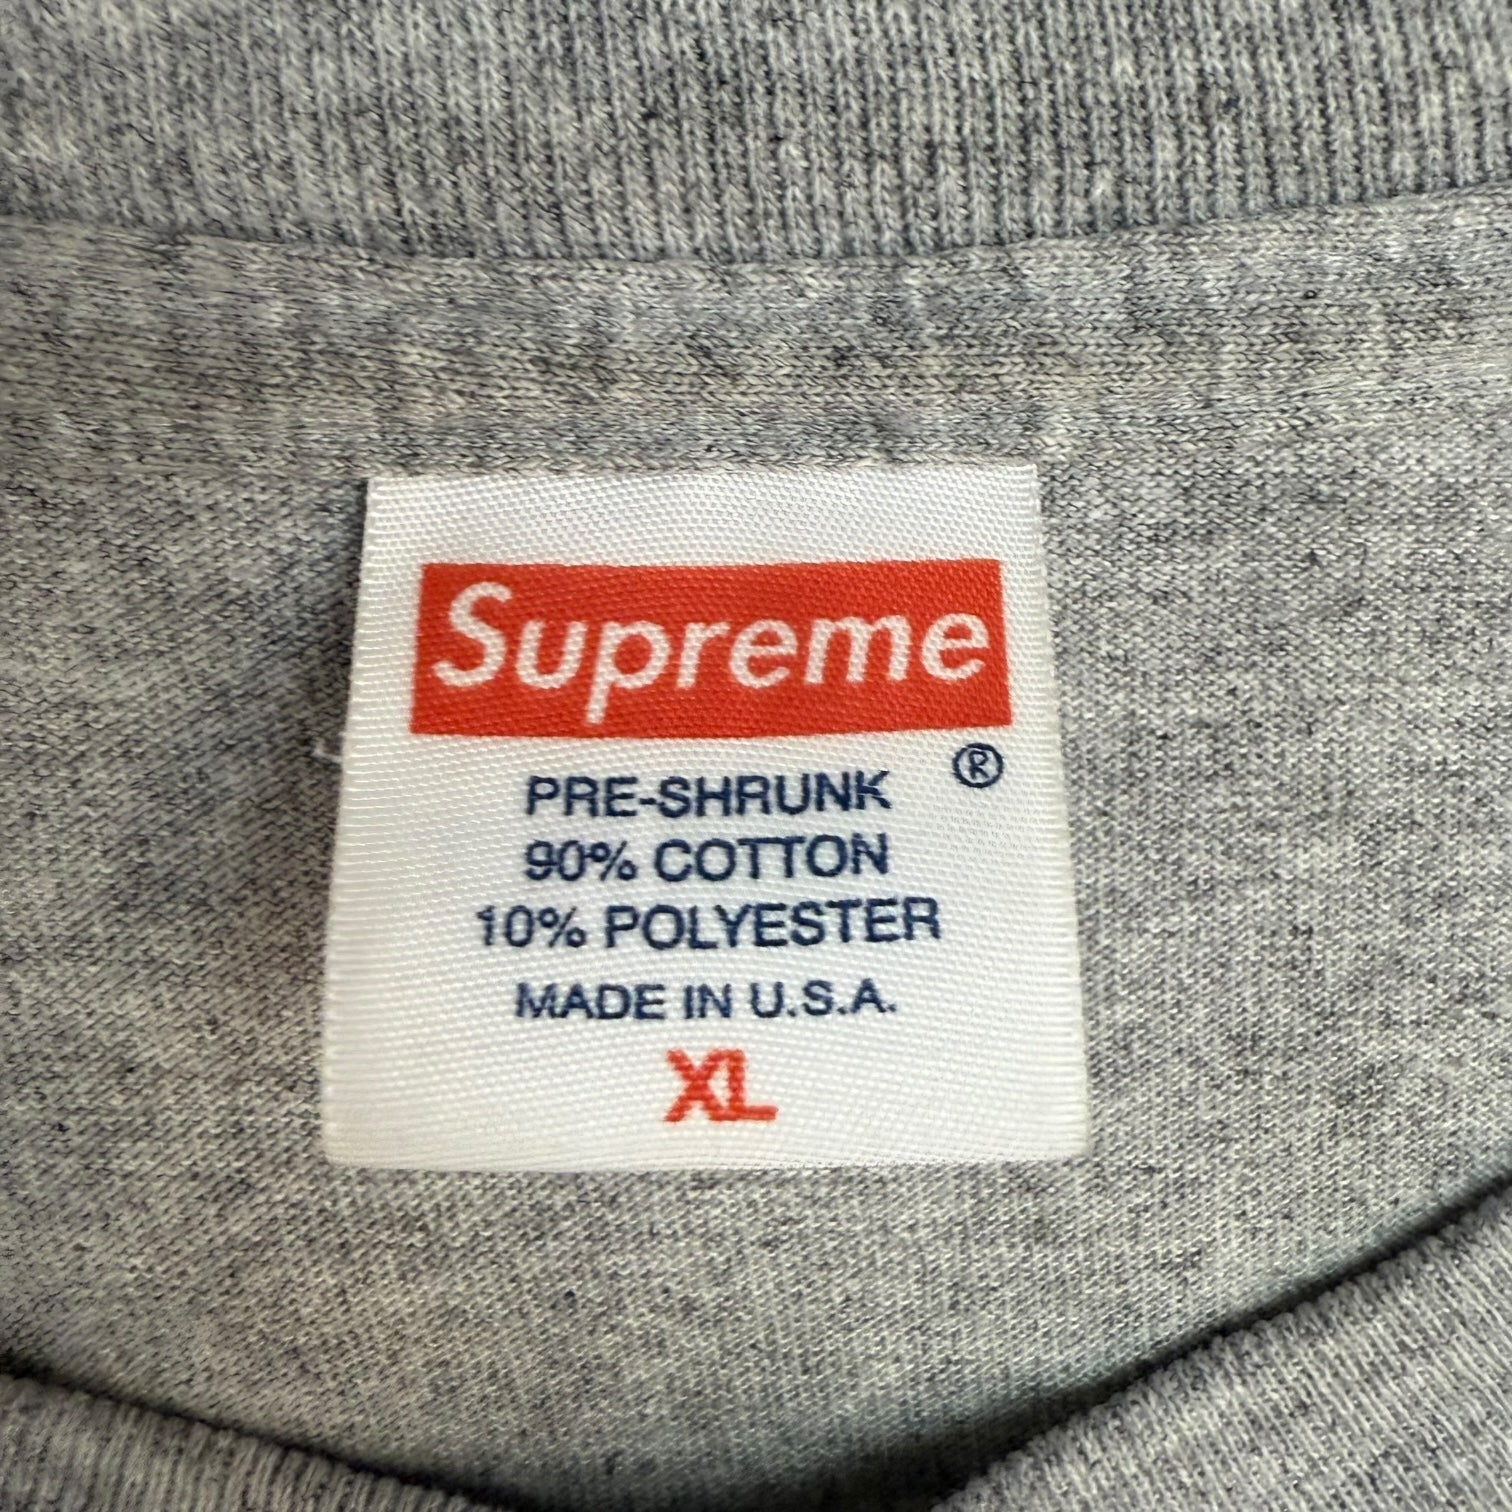 Supreme
®
PRE-SHRUNK
90% COTTON
10% POLYESTER
MADE IN U.S.A.
XL